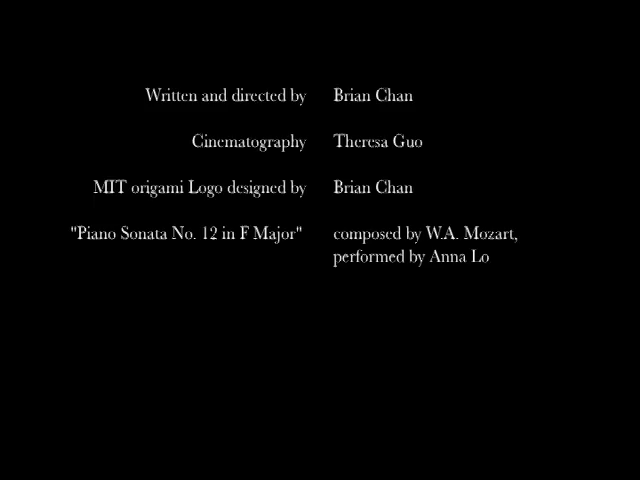 Written and directed by Brian Chan
Cinematography Theresa Guo
MIT origami Logo designed by Brian Chan
"Piano Sonata No. 12 in F Major" composed by W.A. Mozart,
performed by Anna Lo